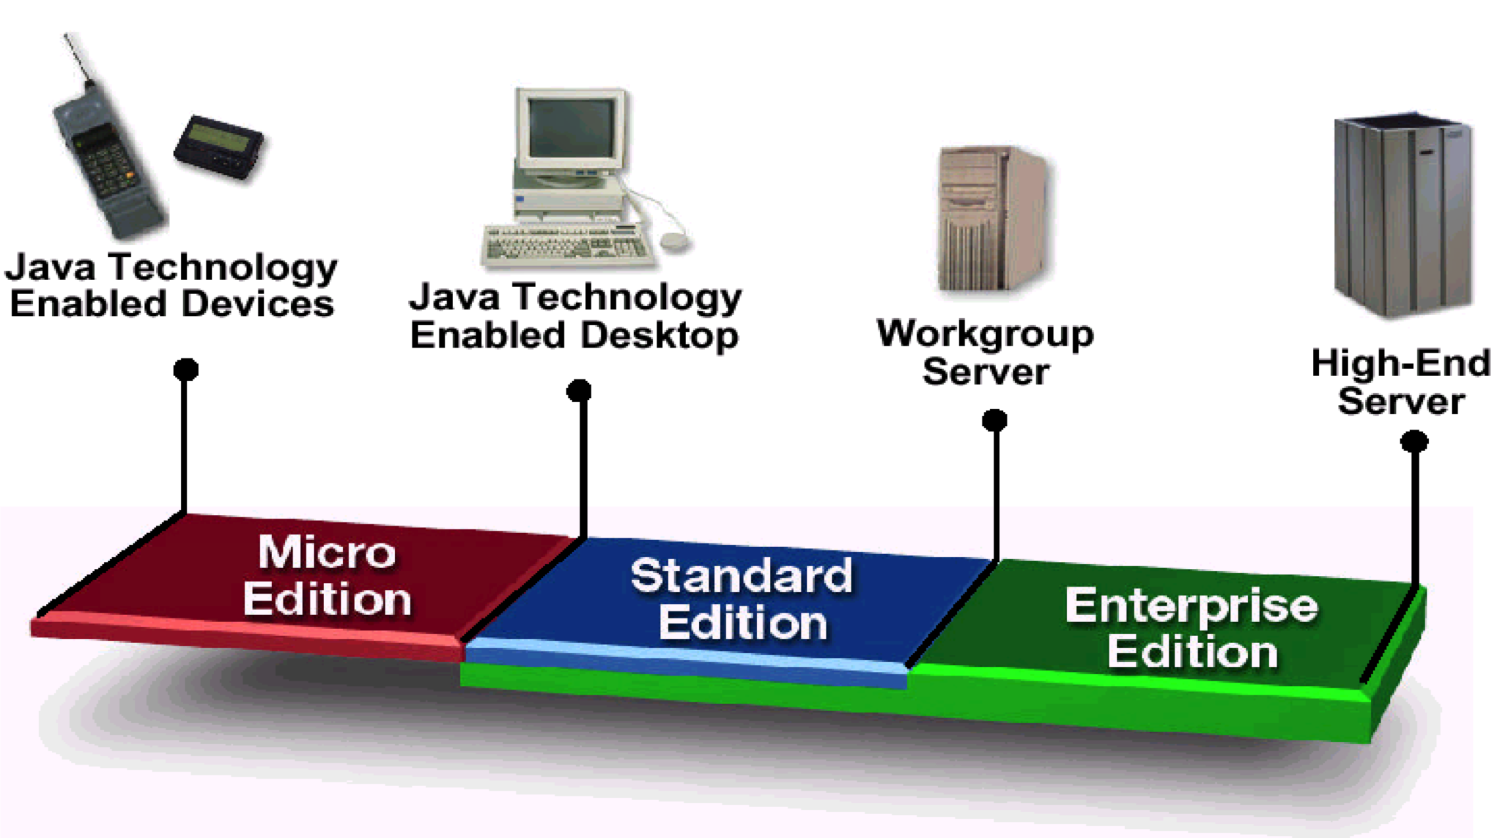 Java Technology
Enabled Devices
Java Technology
Enabled Desktop
Workgroup
Server
High-End
Server
Micro
Edition
Standard
Edition
Enterprise
Edition